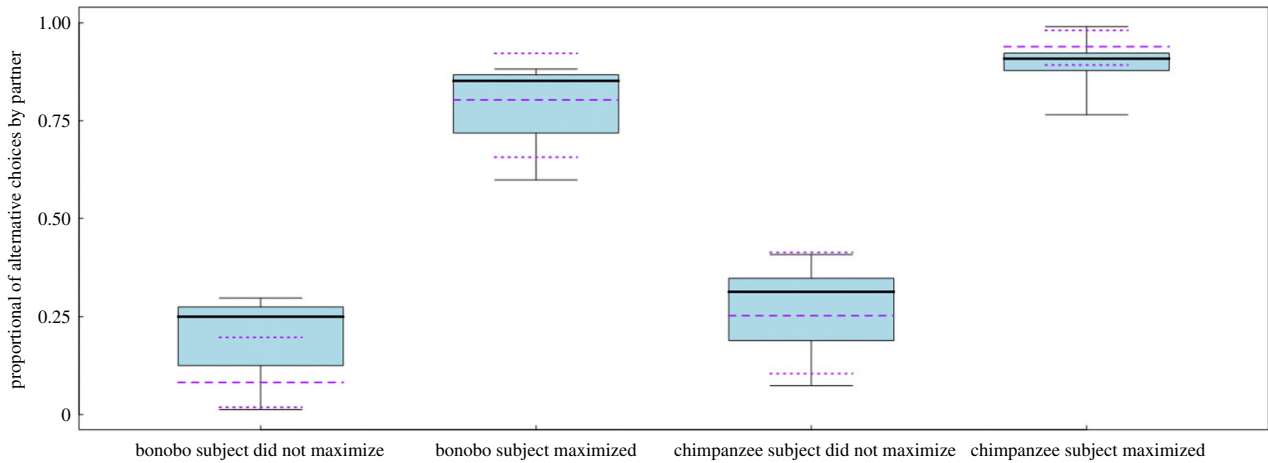 proportional of alternative choices by partner
1.00
0.75
0.50
0.25
0
bonobo subject did not maximize
bonobo subject maximized
chimpanzee subject did not maximize
chimpanzee subject maximized